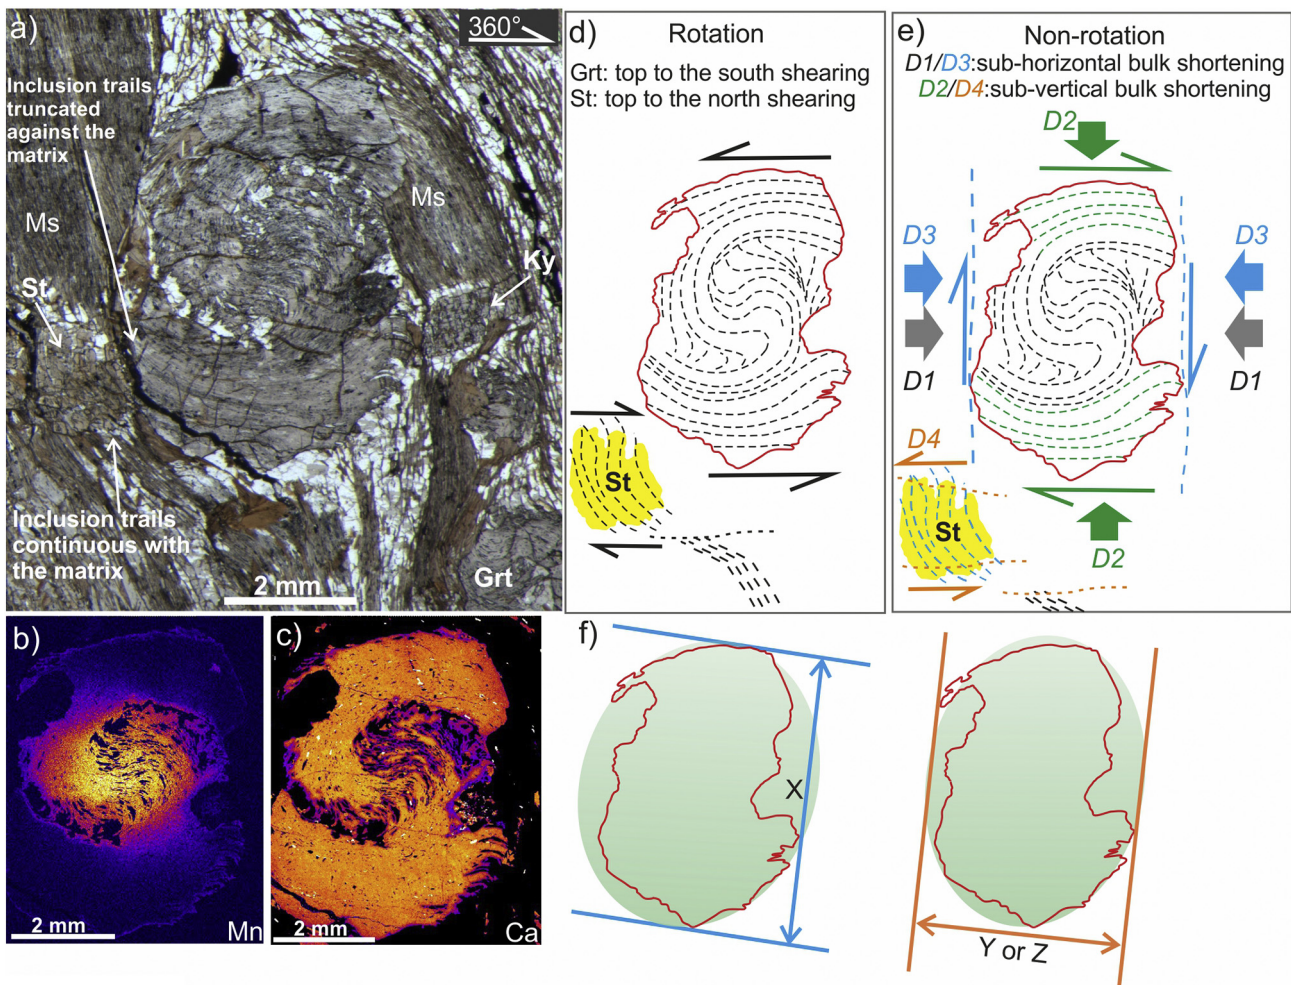 a)
360°
Inclusion trails
truncated
against the
matrix
Ms
Ms
St
Ky
Inclusion trails
continuous with
the matrix
2 mm
Grt
b)
2 mm
Mn
c)
2 mm
Ca
d)
Rotation
Grt: top to the south shearing
St: top to the north shearing
St
e)
Non-rotation
D1/D3:sub-horizontal bulk shortening
D2/D4:sub-vertical bulk shortening
D2
D3
D3
D1
D1
D4
St
D2
f)
X
Y or Z